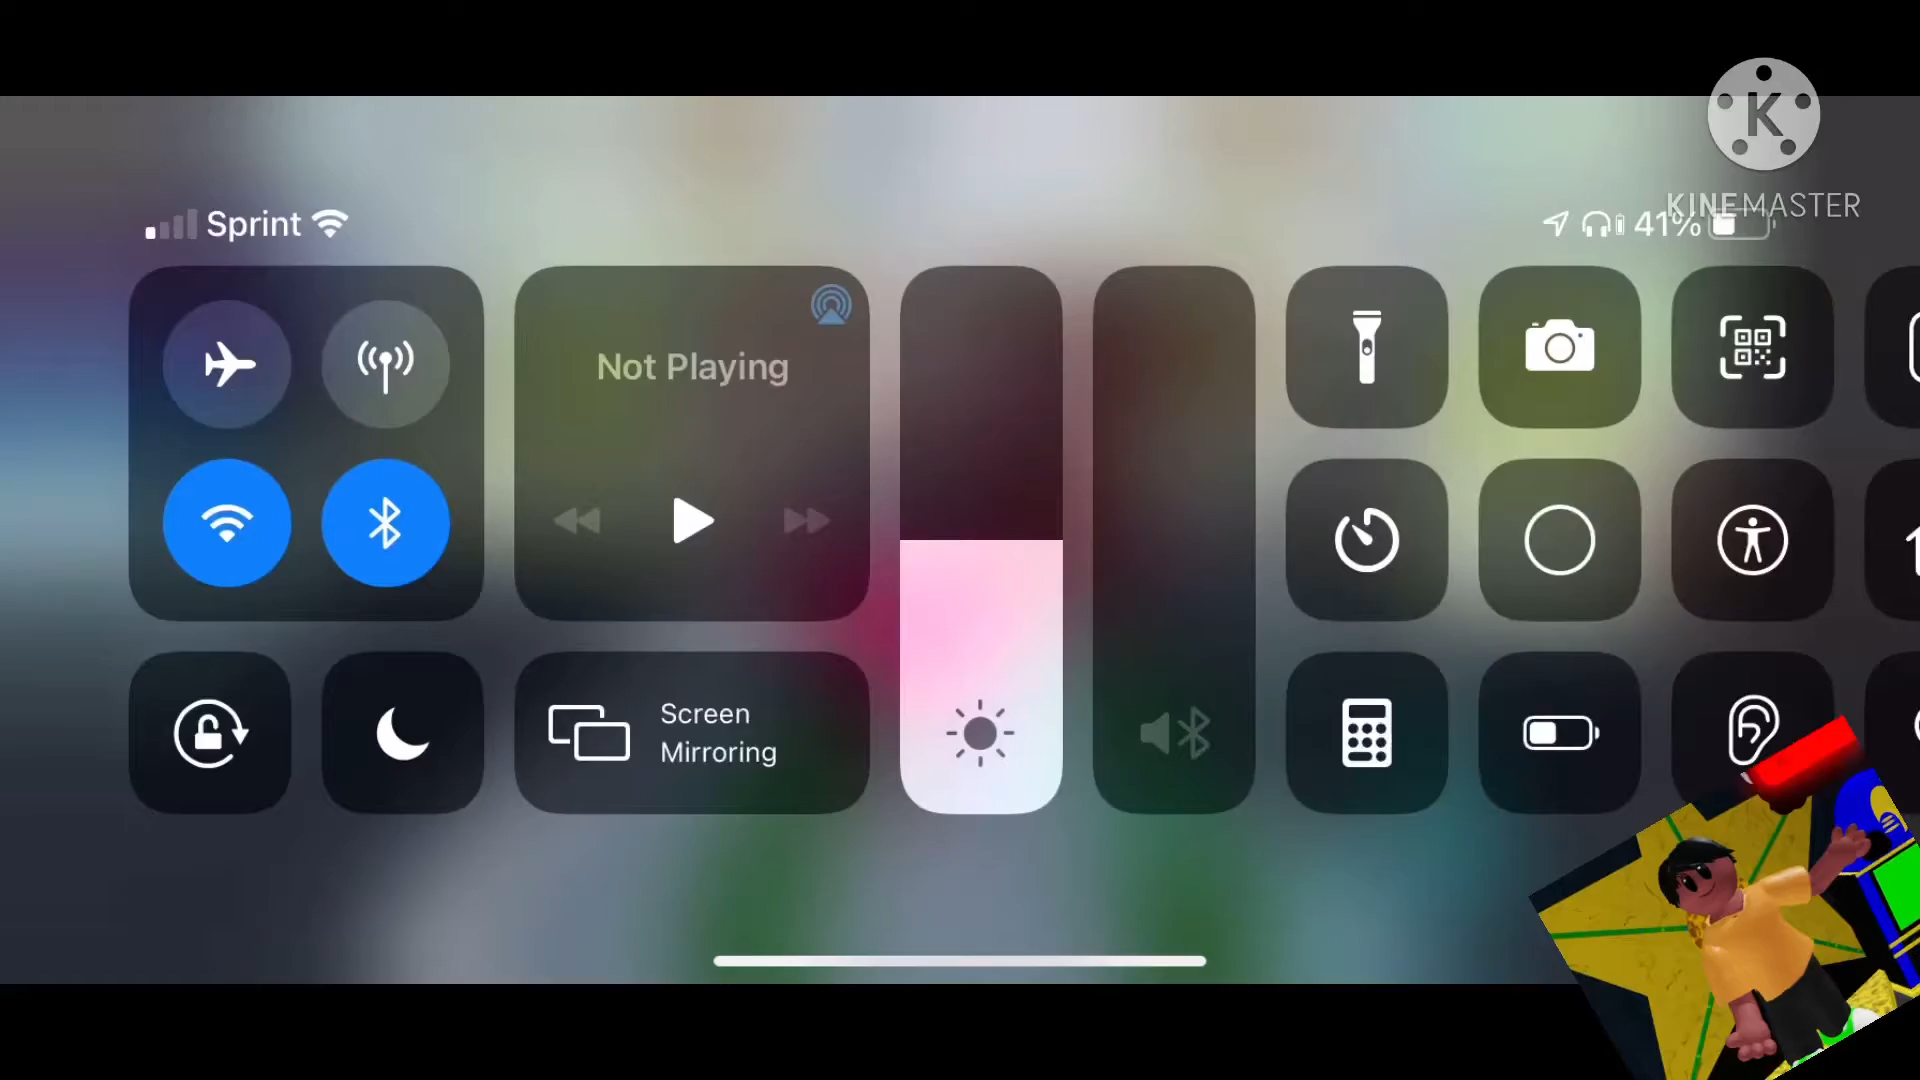 K
KINEMASTER
Sprint
41%
Not Playing
Screen
Mirroring